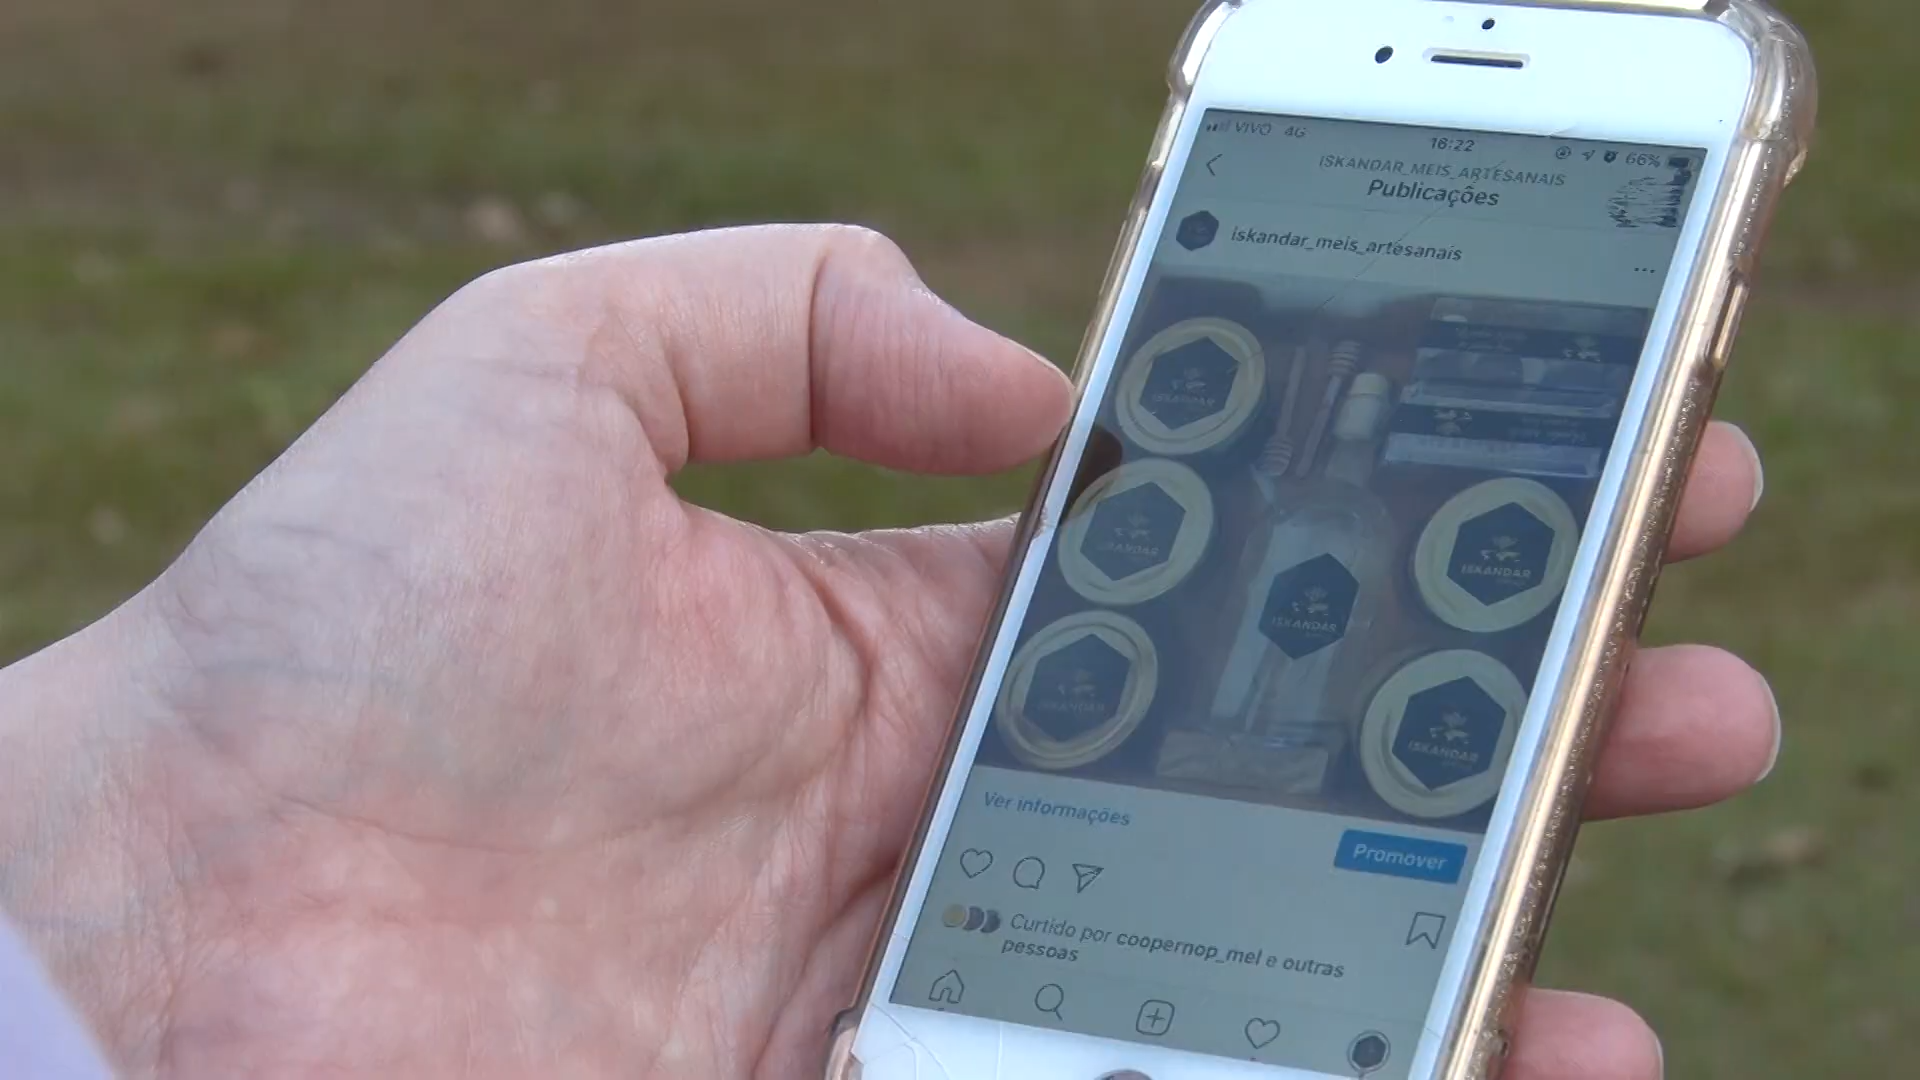 VIVO 4G 16:22 66%
ISKANDAR_MEIS_ARTESANAIS
Publicações
iskandar_meis_artesanais
ISKANDAR
ISKANDAR
ISKANDAR
ISKANDAR
ISKANDAR
ISKANDAR
Ver informações
Promover
Curtido por coopernop_mel e outras
pessoas